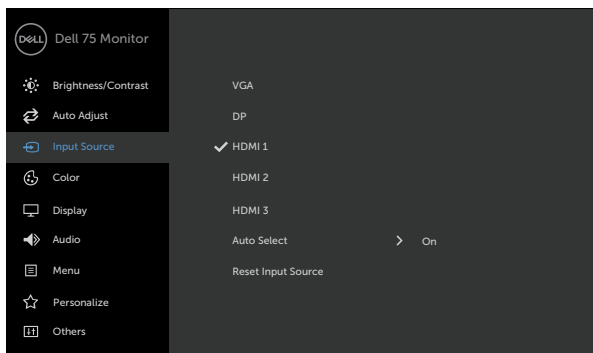 DELL Dell 75 Monitor
Brightness/Contrast
VGA
Auto Adjust
DP
Input Source
HDMI 1
Color
HDMI 2
Display
HDMI 3
Audio
Auto Select On
Menu
Reset Input Source
Personalize
Others